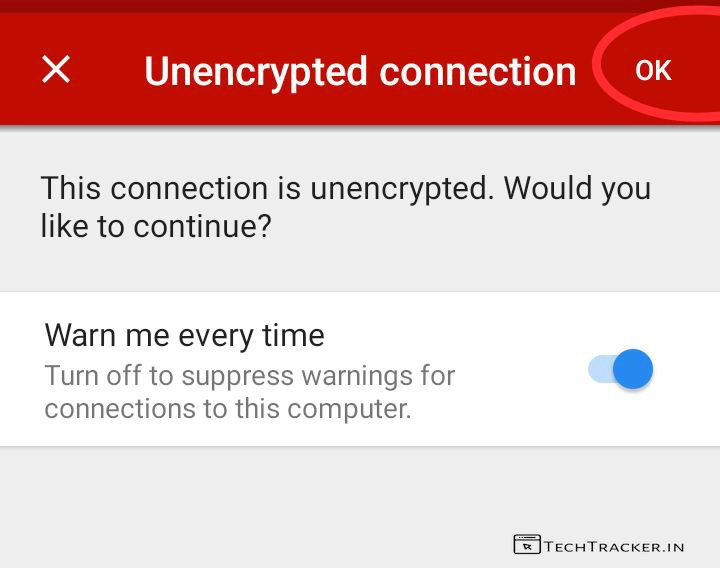 Unencrypted connection OK
This connection is unencrypted. Would you
like to continue?
Warn me every time
Turn off to suppress warnings for
connections to this computer.
TECHTRACKER.IN